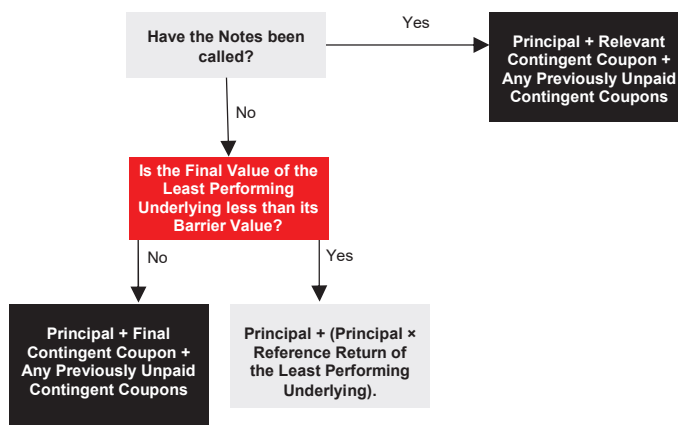 Have the Notes been
called?
Yes
Principal + Relevant
Contingent Coupon +
Any Previously Unpaid
Contingent Coupons
No
Is the Final Value of the
Least Performing
Underlying less than its
Barrier Value?
No
Yes
Principal + Final
Contingent Coupon +
Any Previously Unpaid
Contingent Coupons
Principal + (Principal ×
Reference Return of
the Least Performing
Underlying).